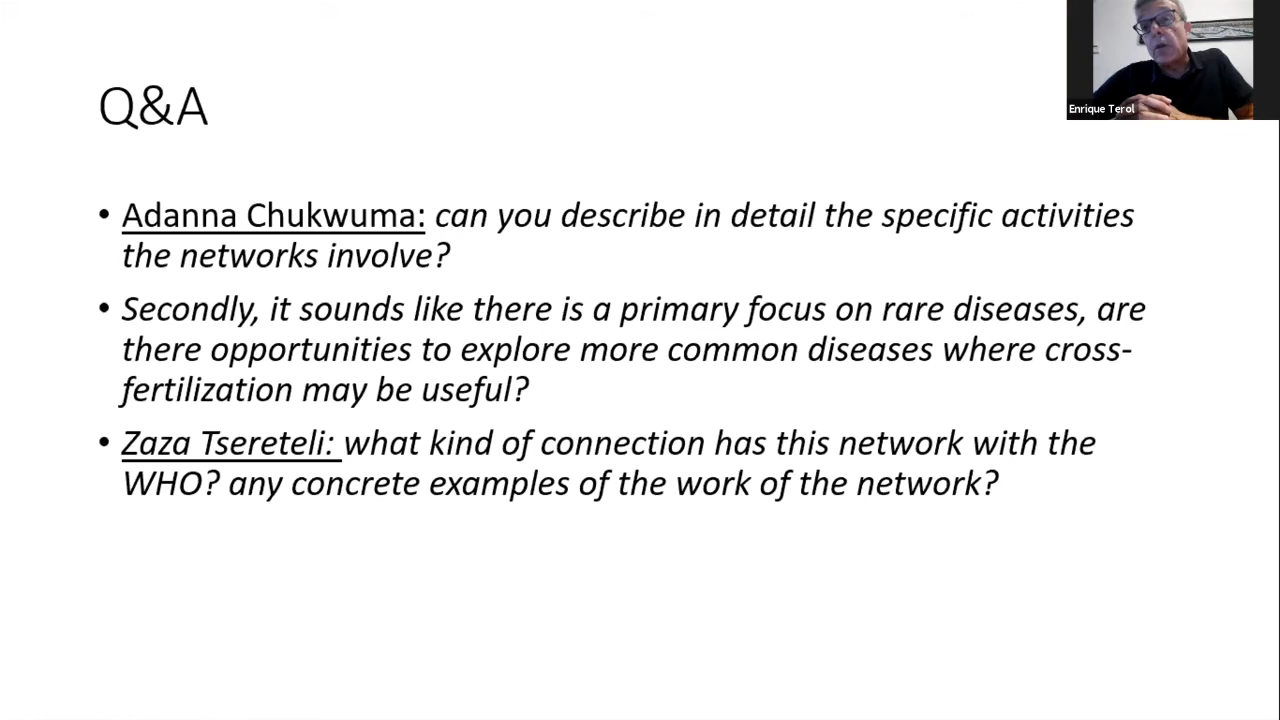 Enrique Terol
Q&A
• Adanna Chukwuma: can you describe in detail the specific activities
the networks involve?
• Secondly, it sounds like there is a primary focus on rare diseases, are
there opportunities to explore more common diseases where cross-
fertilization may be useful?
• Zaza Tsereteli: what kind of connection has this network with the
WHO? any concrete examples of the work of the network?